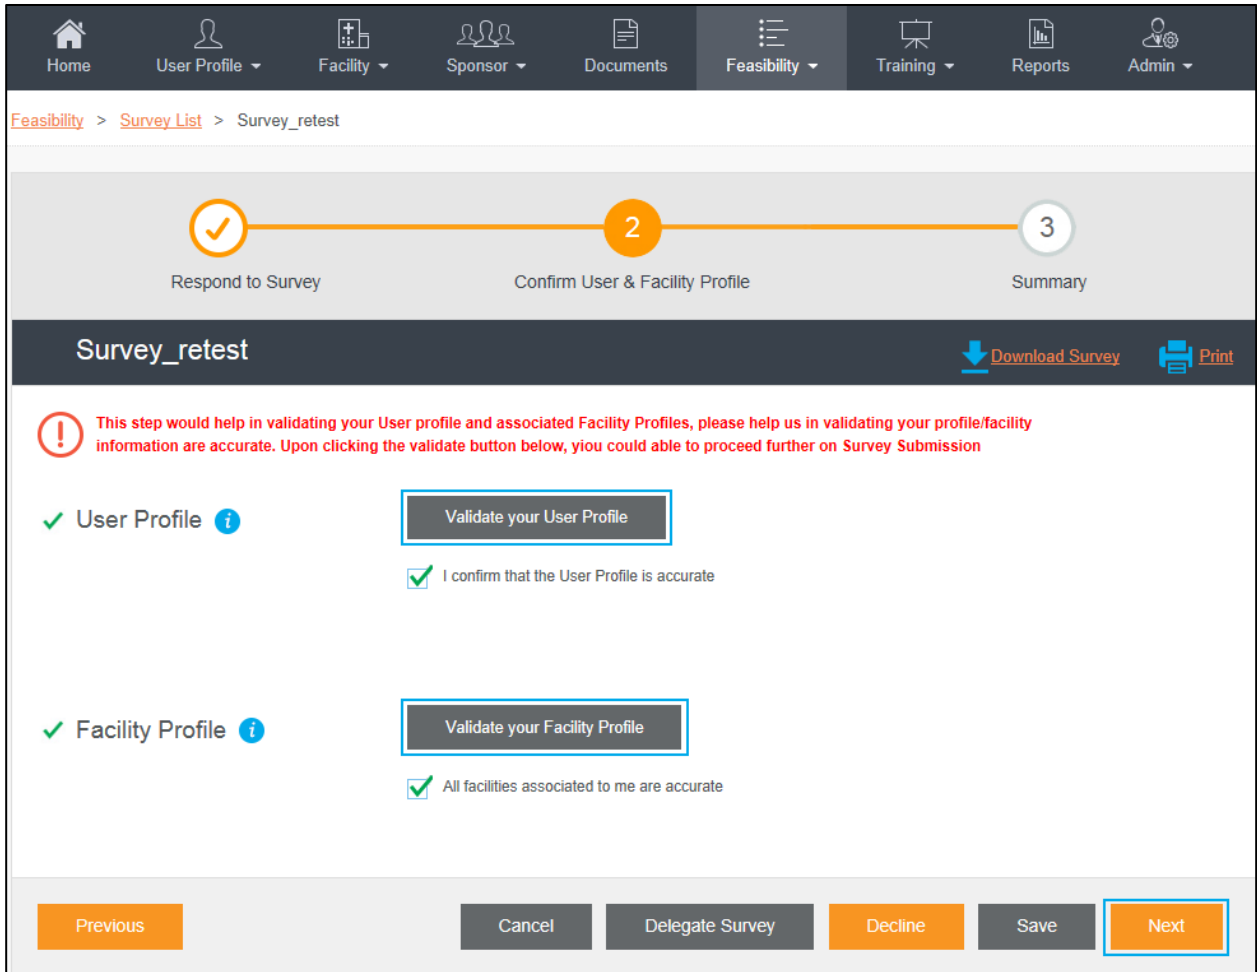 Home User Profile Facility Sponsor Documents Feasibility Training Reports Admin
Feasibility > Survey List > Survey_retest
2 3
Respond to Survey Confirm User & Facility Profile Summary
Survey_retest Download Survey Print
This step would help in validating your User profile and associated Facility Profiles, please help us in validating your profile/facility
information are accurate. Upon clicking the validate button below, yiou could able to proceed further on Survey Submission
User Profile i Validate your User Profile
I confirm that the User Profile is accurate
Facility Profile i Validate your Facility Profile
All facilities associated to me are accurate
Previous Cancel Delegate Survey Decline Save Next